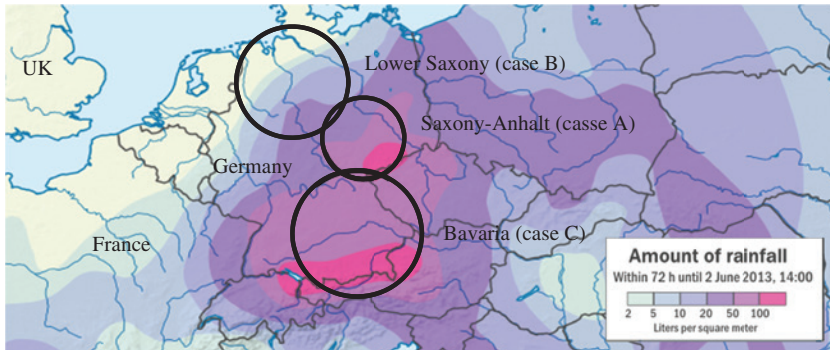 UK
Lower Saxony (case B)
Saxony-Anhalt (casse A)
Germany
France
Bavaria (case C)
Amount of rainfall
Within 72 h until 2 June 2013, 14:00
2 5 10 20 50 100
Liters per square meter